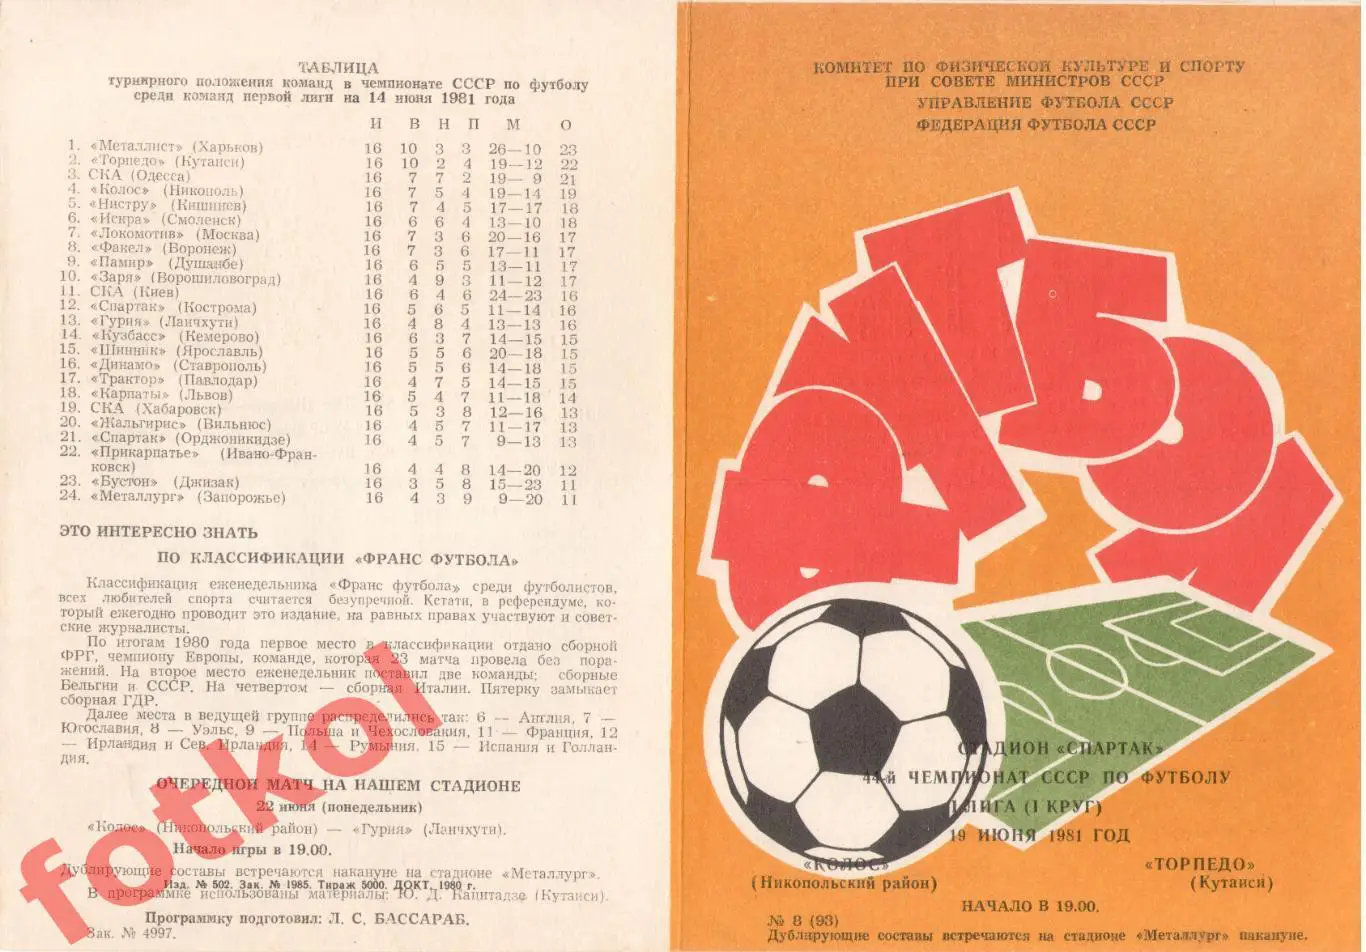 ТАБЛИЦА
турнирного положения команд в чемпионате СССР по футболу
среди команд первой лиги на 14 июня 1981 года
И В Н П М О
1. «Металлист» (Харьков) 16 10 3 3 26—10 23
2. «Торпедо» (Кутаиси) 16 10 2 4 19—12 22
3. СКА (Одесса) 16 7 7 2 19— 9 21
4. «Колос» (Никополь) 16 7 5 4 19—14 19
5. «Нистру» (Кишинев) 16 7 4 5 17—17 18
6. «Искра» (Смоленск) 16 6 6 4 13—10 18
7. «Локомотив» (Москва) 16 7 3 6 20—16 17
8. «Факел» (Воронеж) 16 7 3 6 17—11 17
9. «Памир» (Душанбе) 16 6 5 5 13—11 17
10. «Заря» (Ворошиловоград) 16 4 9 3 11—12 17
11. СКА (Киев) 16 6 4 6 24—23 16
12. «Спартак» (Кострома) 16 5 6 5 11—14 16
13. «Гурия» (Ланчхути) 16 4 8 4 13—13 16
14. «Кузбасс» (Кемерово) 16 6 3 7 14—15 15
15. «Шинник» (Ярославль) 16 5 5 6 20—18 15
16. «Динамо» (Ставрополь) 16 5 5 6 14—18 15
17. «Трактор» (Павлодар) 16 4 7 5 14—15 15
18. «Карпаты» (Львов) 16 5 4 7 11—18 14
19. СКА (Хабаровск) 16 5 3 8 12—16 13
20. «Жальгирис» (Вильнюс) 16 4 5 7 11—17 13
21. «Спартак» (Орджоникидзе) 16 4 5 7 9—13 13
22. «Прикарпатье» (Ивано-Фран-
ковск) 16 4 4 8 14—20 12
23. «Бустон» (Джизак) 16 3 5 8 15—23 11
24. «Металлург» (Запорожье) 16 4 3 9 9—20 11
ЭТО ИНТЕРЕСНО ЗНАТЬ
ПО КЛАССИФИКАЦИИ «ФРАНС ФУТБОЛА»
Классификация еженедельника «Франс футбола» среди футболистов,
всех любителей спорта считается безупречной. Кстати, в референдуме, ко-
торый ежегодно проводит это издание, на равных правах участвуют и совет-
ские журналисты.
По итогам 1980 года первое место в классификации отдано сборной
ФРГ, чемпиону Европы, команде, которая 23 матча провела без пора-
жений. На второе место еженедельник поставил две команды; сборные
Бельгии и СССР. На четвертом — сборная Италии. Пятерку замыкает
сборная ГДР.
Далее места в ведущей группе распределились так: 6 — Англия, 7 —
Югославия, 8 — Уэльс, 9 — Польша и Чехословакия, 11 — Франция, 12
— Ирландия и Сев. Ирландия, 14 — Румыния, 15 — Испания и Голлан-
дия.
ОЧЕРЕДНОЙ МАТЧ НА НАШЕМ СТАДИОНЕ
22 июня (понедельник)
«Колос» (Никопольский район) — «Гурия» (Ланчхути).
Начало игры в 19.00.
Дублирующие составы встречаются накануне на стадионе «Металлург».
Изд. № 502. Зак. № 1985. Тираж 5000. ДОКТ, 1980 г.
В программке использованы материалы: Ю. Д. Капитадзе (Кутаиси).
Программку подготовил: Л. С. БАССАРАБ.
Зак. № 4997.
fotkol
КОМИТЕТ ПО ФИЗИЧЕСКОЙ КУЛЬТУРЕ И СПОРТУ
ПРИ СОВЕТЕ МИНИСТРОВ СССР
УПРАВЛЕНИЕ ФУТБОЛА СССР
ФЕДЕРАЦИЯ ФУТБОЛА СССР
ФУТБОЛ
СТАДИОН «СПАРТАК»
44-й ЧЕМПИОНАТ СССР ПО ФУТБОЛУ
I ЛИГА (I КРУГ)
19 ИЮНЯ 1981 ГОД
«КОЛОС» «ТОРПЕДО»
(Никопольский район) (Кутаиси)
НАЧАЛО В 19.00.
№ 8 (93)
Дублирующие составы встречаются на стадионе «Металлург» накануне.